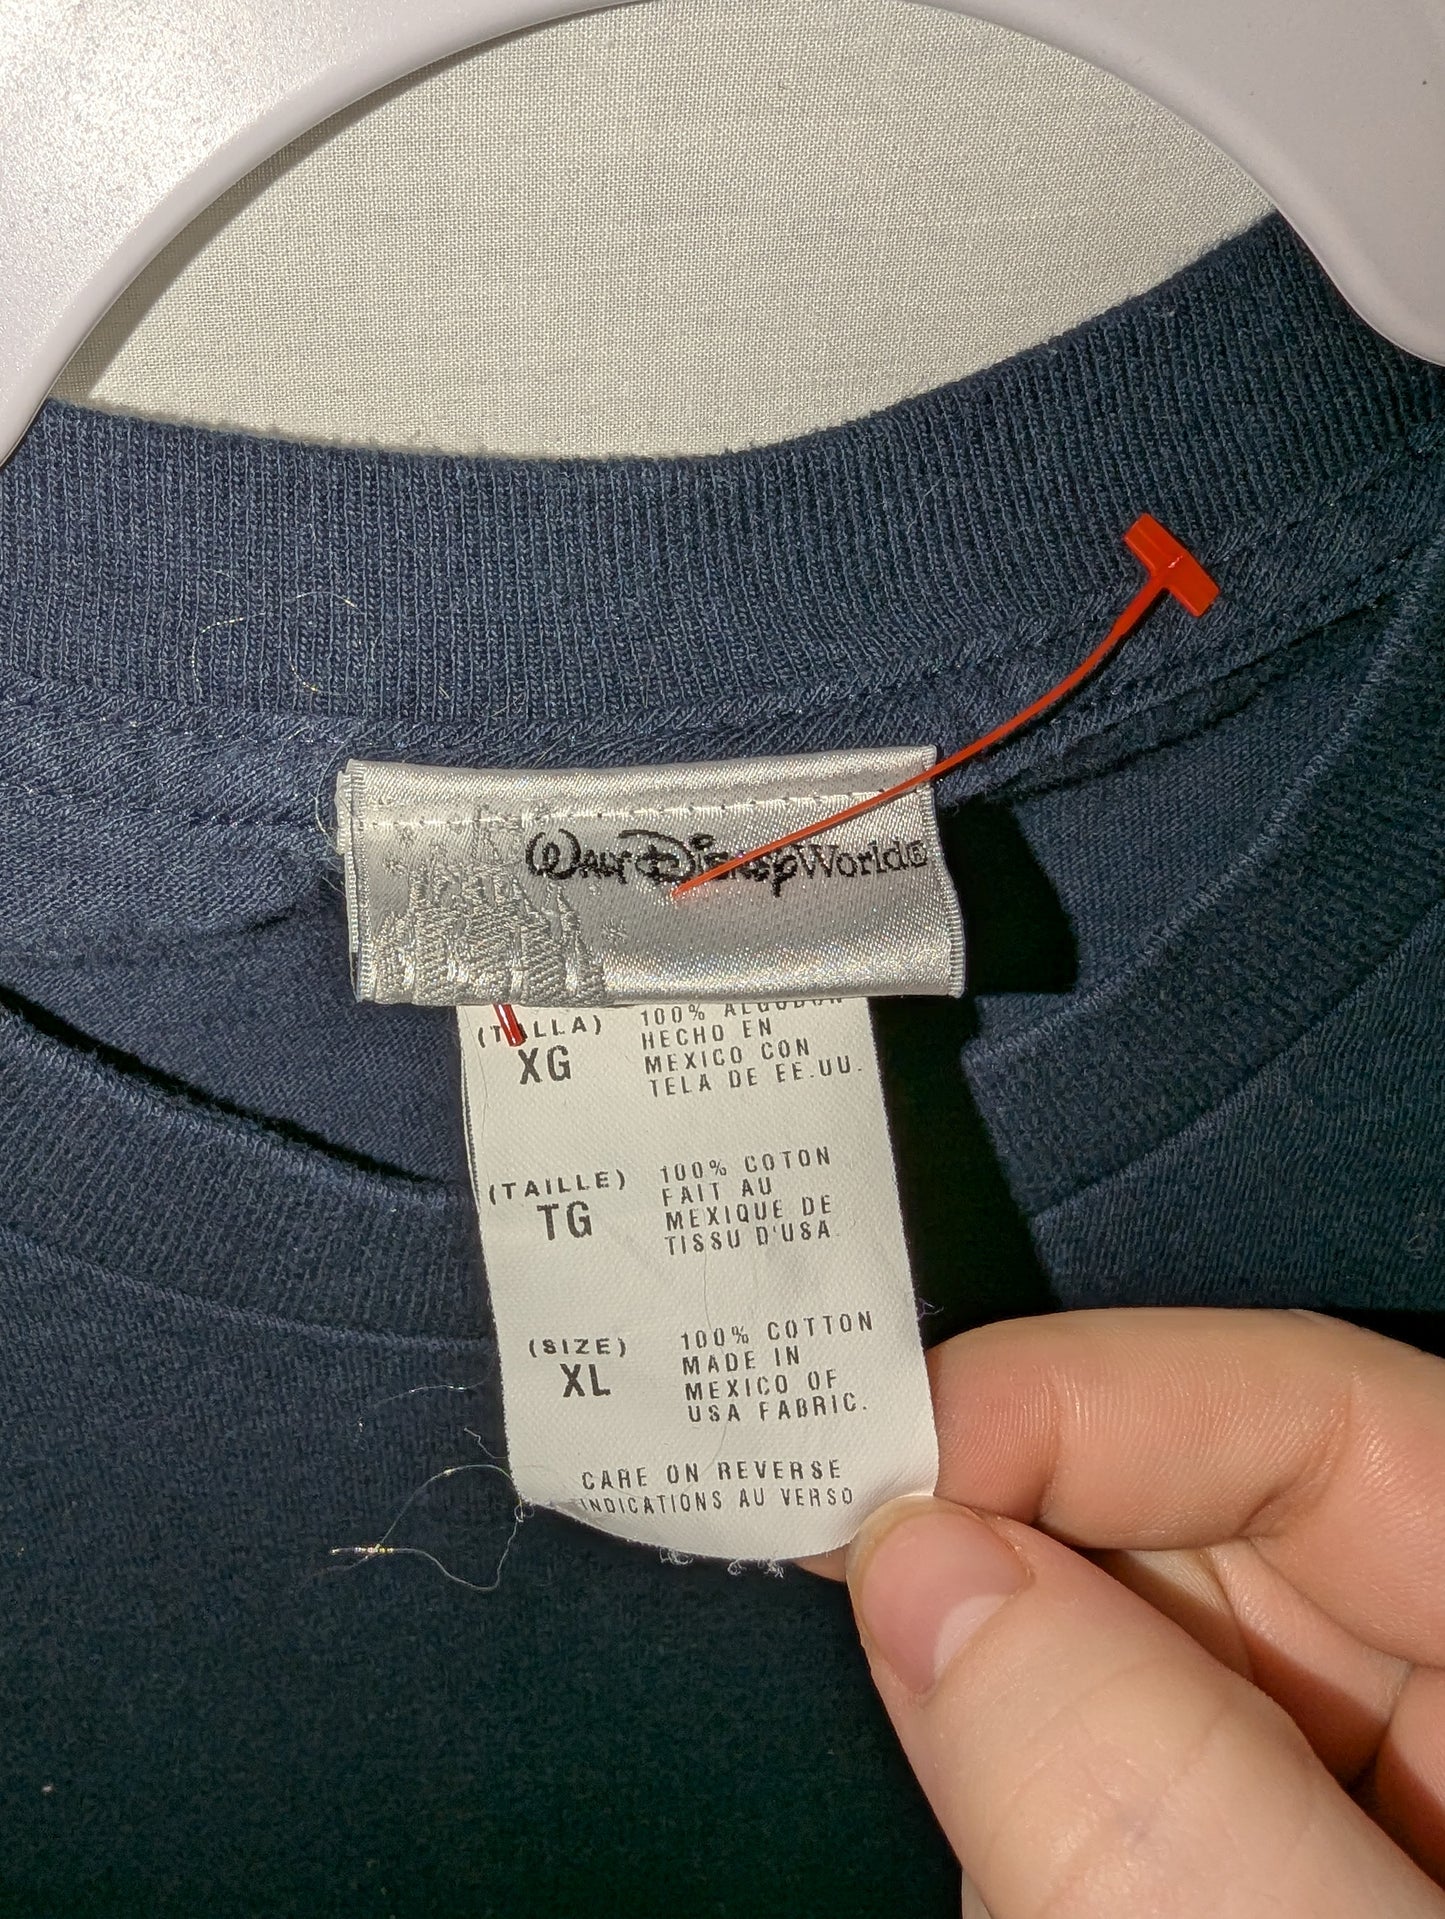 Walt Disney World®
(TALLA) 100% ALGODON
XG HECHO EN
MEXICO CON
TELA DE EE.UU.
(TAILLE) 100% COTON
TG FAIT AU
MEXIQUE DE
TISSU D'USA.
(SIZE) 100% COTTON
XL MADE IN
MEXICO OF
USA FABRIC.
CARE ON REVERSE
INDICATIONS AU VERSO